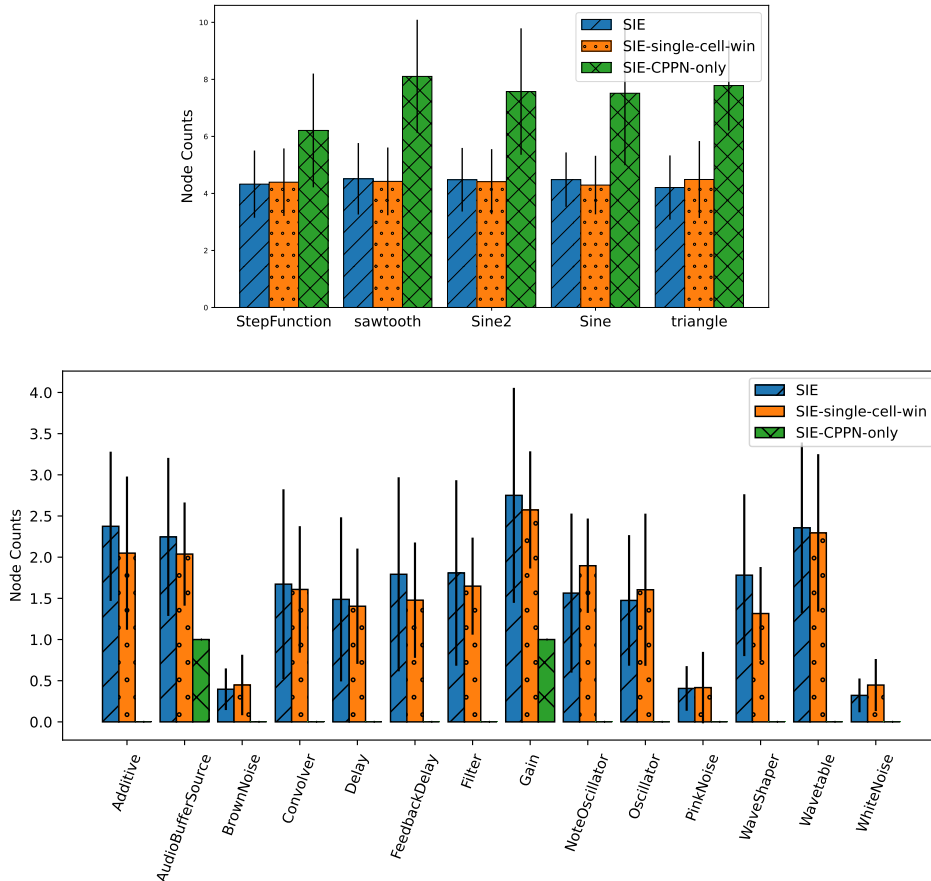 10
8
6
4
2
0
Node Counts
SIE
SIE-single-cell-win
SIE-CPPN-only
StepFunction sawtooth Sine2 Sine triangle
4.0
3.5
3.0
2.5
2.0
1.5
1.0
0.5
0.0
Node Counts
SIE
SIE-single-cell-win
SIE-CPPN-only
Additive
AudioBufferSource
BrownNoise
Convolver
Delay
FeedbackDelay
Filter
Gain
NoteOscillator
Oscillator
PinkNoise
WaveShaper
Wavetable
WhiteNoise